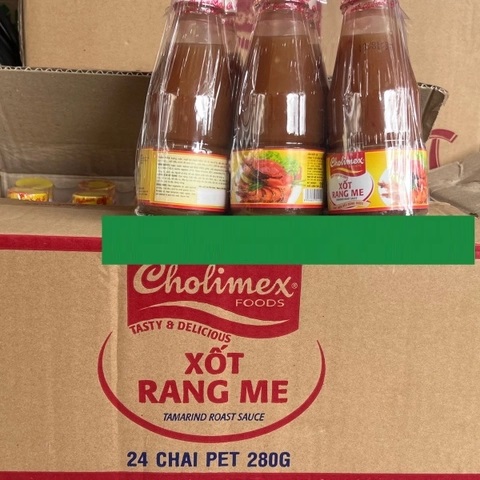 Cholimex
XỐT
RANG ME
Cholimex®
FOODS
TASTY & DELICIOUS
XỐT
RANG ME
TAMARIND ROAST SAUCE
24 CHAI PET 280G